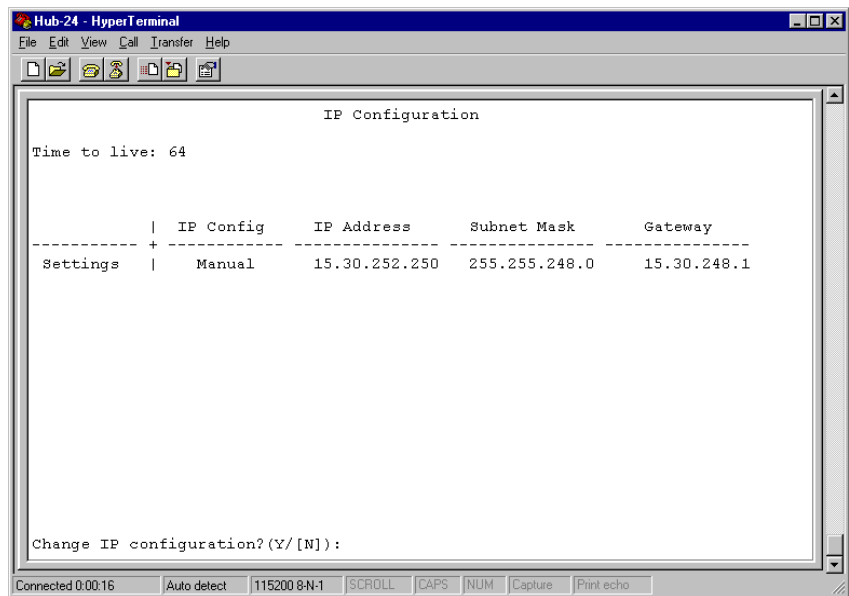 Hub-24 - HyperTerminal
File Edit View Call Transfer Help
IP Configuration
Time to live: 64
| IP Config IP Address Subnet Mask Gateway
----------- + ------------ --------------- --------------- ---------------
Settings | Manual 15.30.252.250 255.255.248.0 15.30.248.1
Change IP configuration?(Y/[N]):
Connected 0:00:16 Auto detect 115200 8-N-1 SCROLL CAPS NUM Capture Print echo